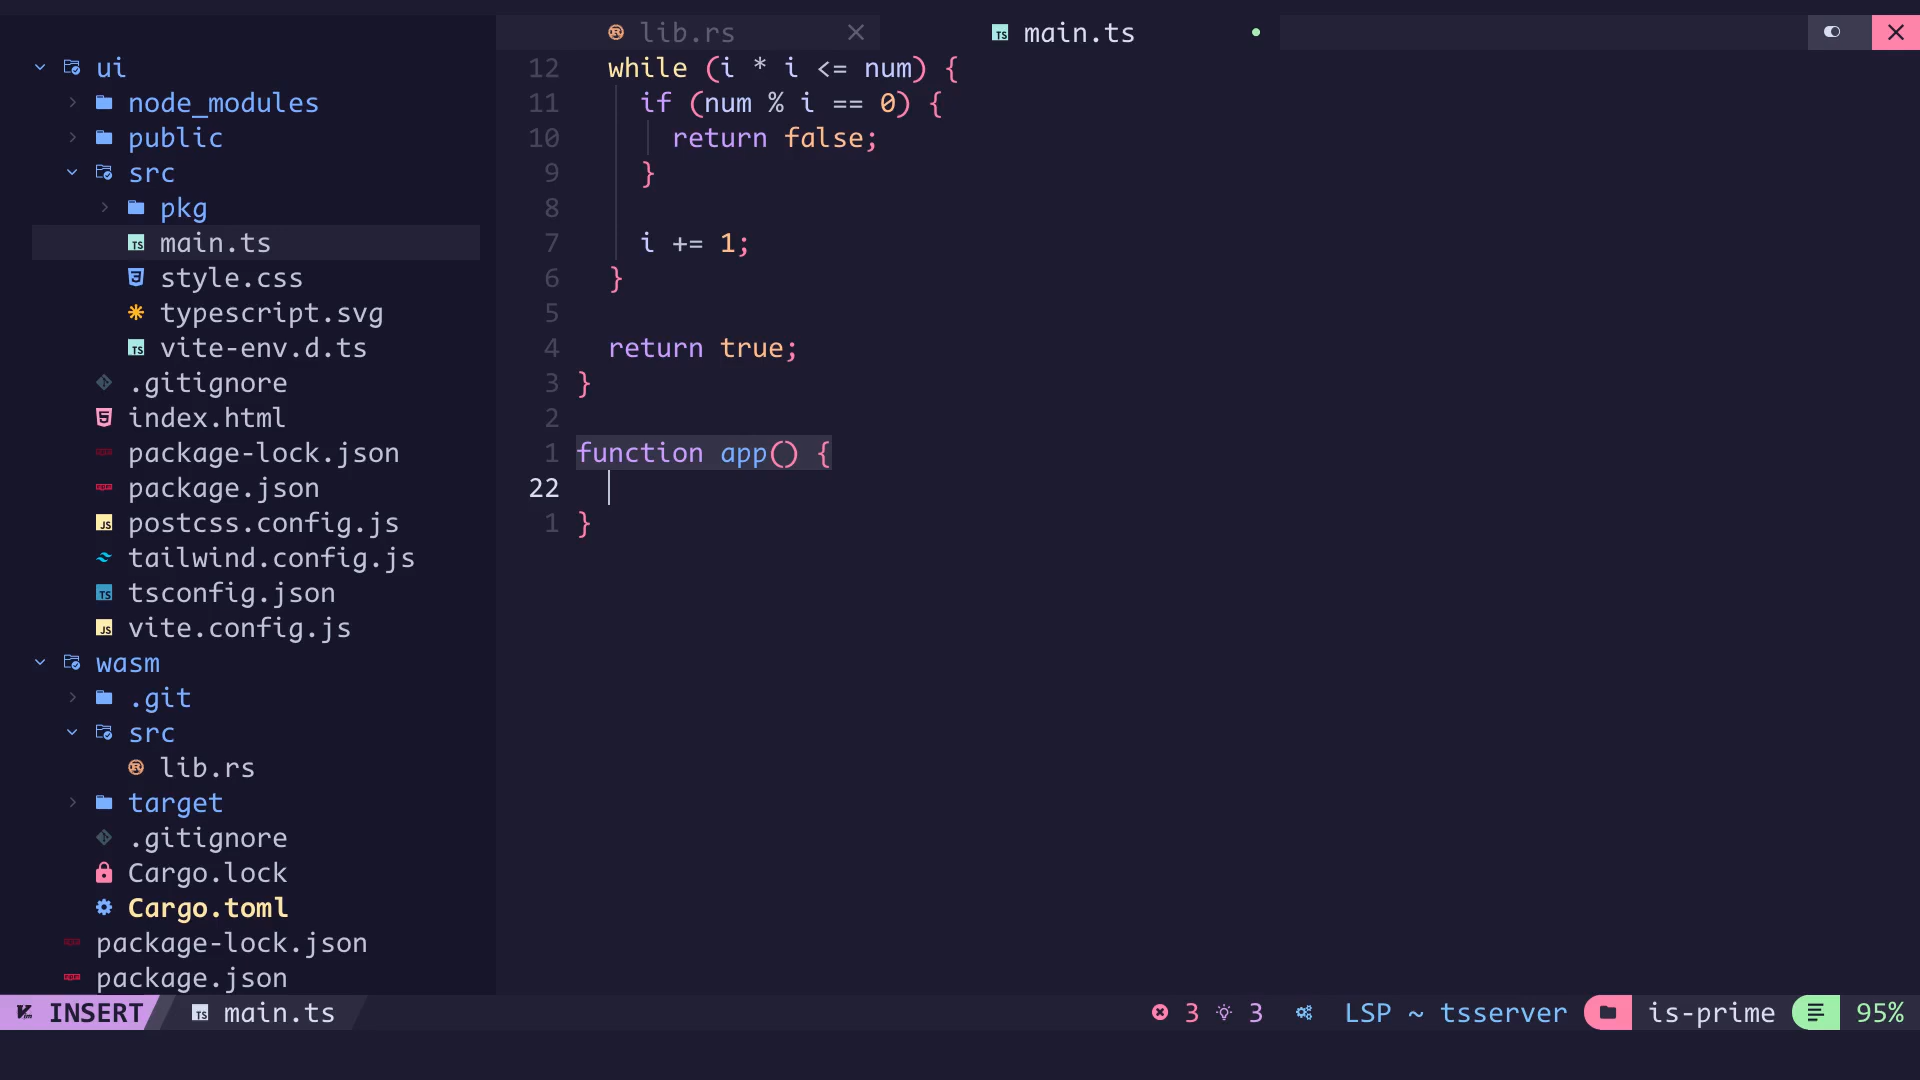 lib.rs
main.ts
ui
node_modules
public
src
pkg
main.ts
style.css
typescript.svg
vite-env.d.ts
.gitignore
index.html
package-lock.json
package.json
postcss.config.js
tailwind.config.js
tsconfig.json
vite.config.js
wasm
.git
src
lib.rs
target
.gitignore
Cargo.lock
Cargo.toml
package-lock.json
package.json
12 while (i * i <= num) {
11 if (num % i == 0) {
10 return false;
9 }
8
7 i += 1;
6 }
5
4 return true;
3 }
2
1 function app() {
22
1 }
INSERT main.ts 3 3 LSP ~ tsserver is-prime 95%